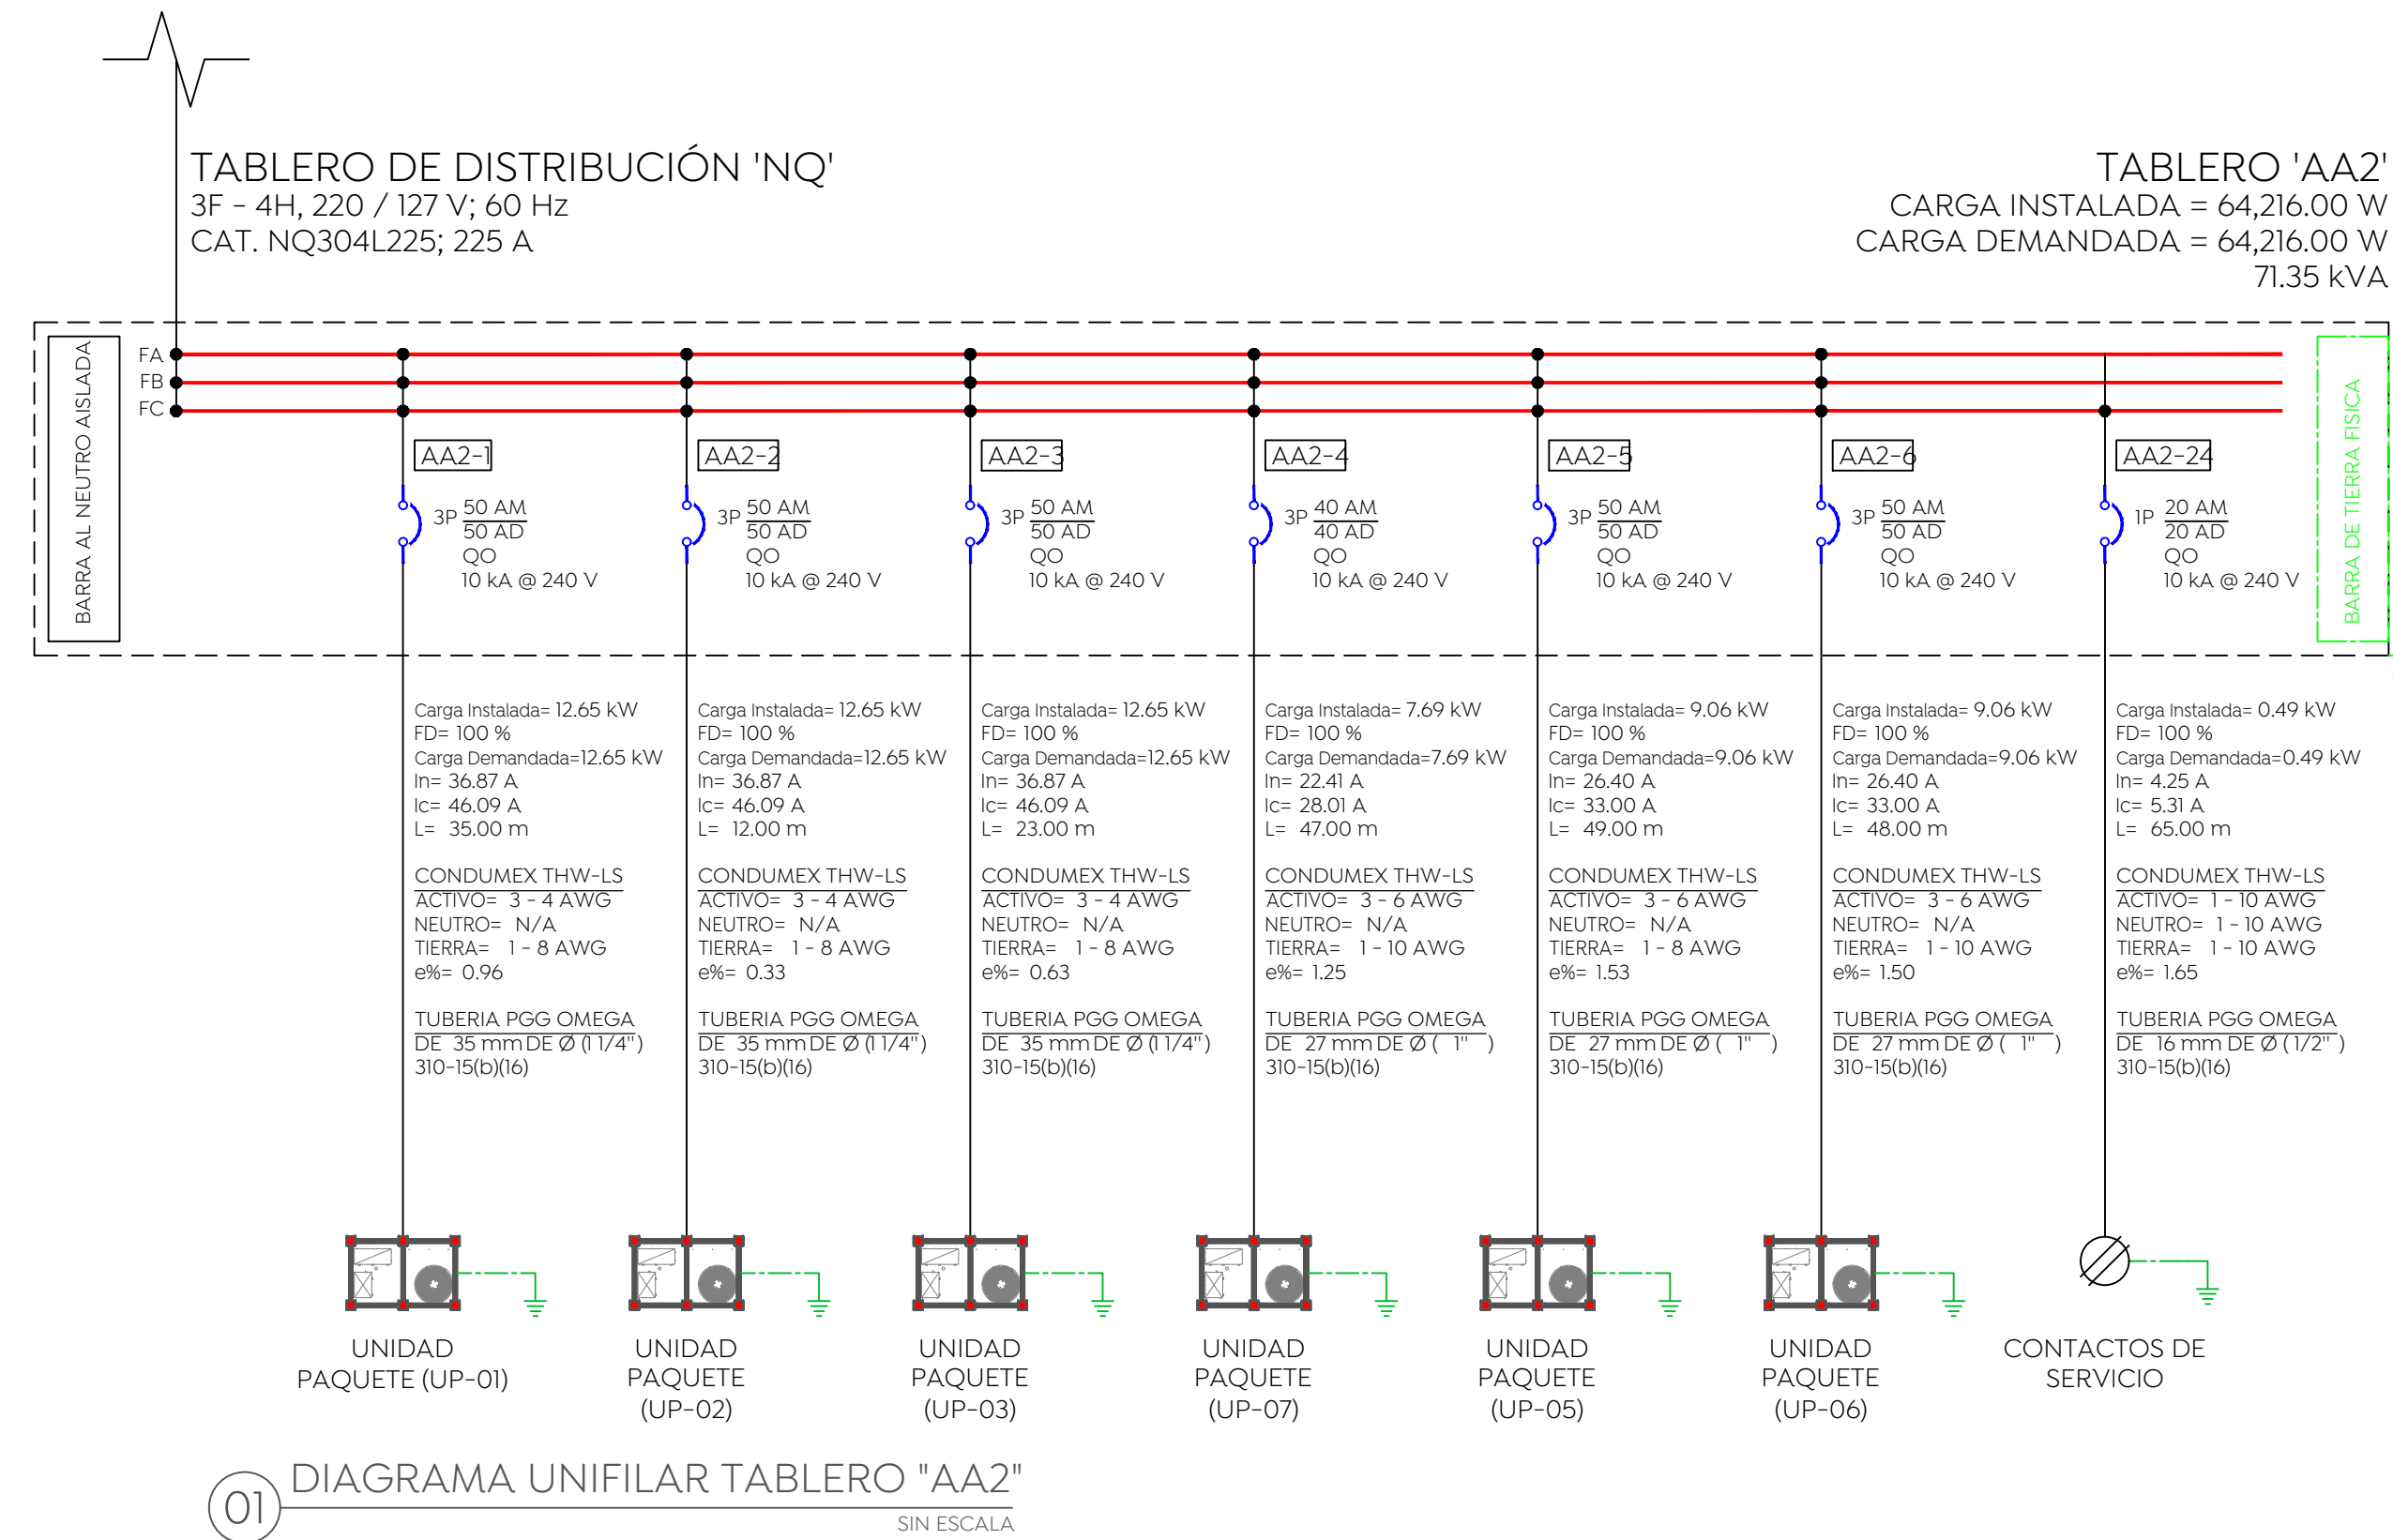 TABLERO DE DISTRIBUCIÓN 'NQ'
3F - 4H, 220 / 127 V; 60 Hz
CAT. NQ304L225; 225 A
TABLERO 'AA2'
CARGA INSTALADA = 64,216.00 W
CARGA DEMANDADA = 64,216.00 W
71.35 kVA
BARRA AL NEUTRO AISLADA
FA
FB
FC
BARRA DE TIERRA FISICA
AA2-1
3P 50 AM
50 AD
QO
10 kA @ 240 V
Carga Instalada= 12.65 kW
FD= 100 %
Carga Demandada=12.65 kW
In= 36.87 A
Ic= 46.09 A
L= 35.00 m
CONDUMEX THW-LS
ACTIVO= 3 - 4 AWG
NEUTRO= N/A
TIERRA= 1 - 8 AWG
e%= 0.96
TUBERIA PGG OMEGA
DE 35 mm DE Ø (1 1/4")
310-15(b)(16)
UNIDAD
PAQUETE (UP-01)
AA2-2
3P 50 AM
50 AD
QO
10 kA @ 240 V
Carga Instalada= 12.65 kW
FD= 100 %
Carga Demandada=12.65 kW
In= 36.87 A
Ic= 46.09 A
L= 12.00 m
CONDUMEX THW-LS
ACTIVO= 3 - 4 AWG
NEUTRO= N/A
TIERRA= 1 - 8 AWG
e%= 0.33
TUBERIA PGG OMEGA
DE 35 mm DE Ø (1 1/4")
310-15(b)(16)
UNIDAD
PAQUETE
(UP-02)
AA2-3
3P 50 AM
50 AD
QO
10 kA @ 240 V
Carga Instalada= 12.65 kW
FD= 100 %
Carga Demandada=12.65 kW
In= 36.87 A
Ic= 46.09 A
L= 23.00 m
CONDUMEX THW-LS
ACTIVO= 3 - 4 AWG
NEUTRO= N/A
TIERRA= 1 - 8 AWG
e%= 0.63
TUBERIA PGG OMEGA
DE 35 mm DE Ø (1 1/4")
310-15(b)(16)
UNIDAD
PAQUETE
(UP-03)
AA2-4
3P 40 AM
40 AD
QO
10 kA @ 240 V
Carga Instalada= 7.69 kW
FD= 100 %
Carga Demandada=7.69 kW
In= 22.41 A
Ic= 28.01 A
L= 47.00 m
CONDUMEX THW-LS
ACTIVO= 3 - 6 AWG
NEUTRO= N/A
TIERRA= 1 - 10 AWG
e%= 1.25
TUBERIA PGG OMEGA
DE 27 mm DE Ø ( 1" )
310-15(b)(16)
UNIDAD
PAQUETE
(UP-07)
AA2-5
3P 50 AM
50 AD
QO
10 kA @ 240 V
Carga Instalada= 9.06 kW
FD= 100 %
Carga Demandada=9.06 kW
In= 26.40 A
Ic= 33.00 A
L= 49.00 m
CONDUMEX THW-LS
ACTIVO= 3 - 6 AWG
NEUTRO= N/A
TIERRA= 1 - 8 AWG
e%= 1.53
TUBERIA PGG OMEGA
DE 27 mm DE Ø ( 1" )
310-15(b)(16)
UNIDAD
PAQUETE
(UP-05)
AA2-6
3P 50 AM
50 AD
QO
10 kA @ 240 V
Carga Instalada= 9.06 kW
FD= 100 %
Carga Demandada=9.06 kW
In= 26.40 A
Ic= 33.00 A
L= 48.00 m
CONDUMEX THW-LS
ACTIVO= 3 - 6 AWG
NEUTRO= N/A
TIERRA= 1 - 10 AWG
e%= 1.50
TUBERIA PGG OMEGA
DE 27 mm DE Ø ( 1" )
310-15(b)(16)
UNIDAD
PAQUETE
(UP-06)
AA2-24
1P 20 AM
20 AD
QO
10 kA @ 240 V
Carga Instalada= 0.49 kW
FD= 100 %
Carga Demandada=0.49 kW
In= 4.25 A
Ic= 5.31 A
L= 65.00 m
CONDUMEX THW-LS
ACTIVO= 1 - 10 AWG
NEUTRO= 1 - 10 AWG
TIERRA= 1 - 10 AWG
e%= 1.65
TUBERIA PGG OMEGA
DE 16 mm DE Ø ( 1/2" )
310-15(b)(16)
CONTACTOS DE
SERVICIO
01
DIAGRAMA UNIFILAR TABLERO "AA2"
SIN ESCALA